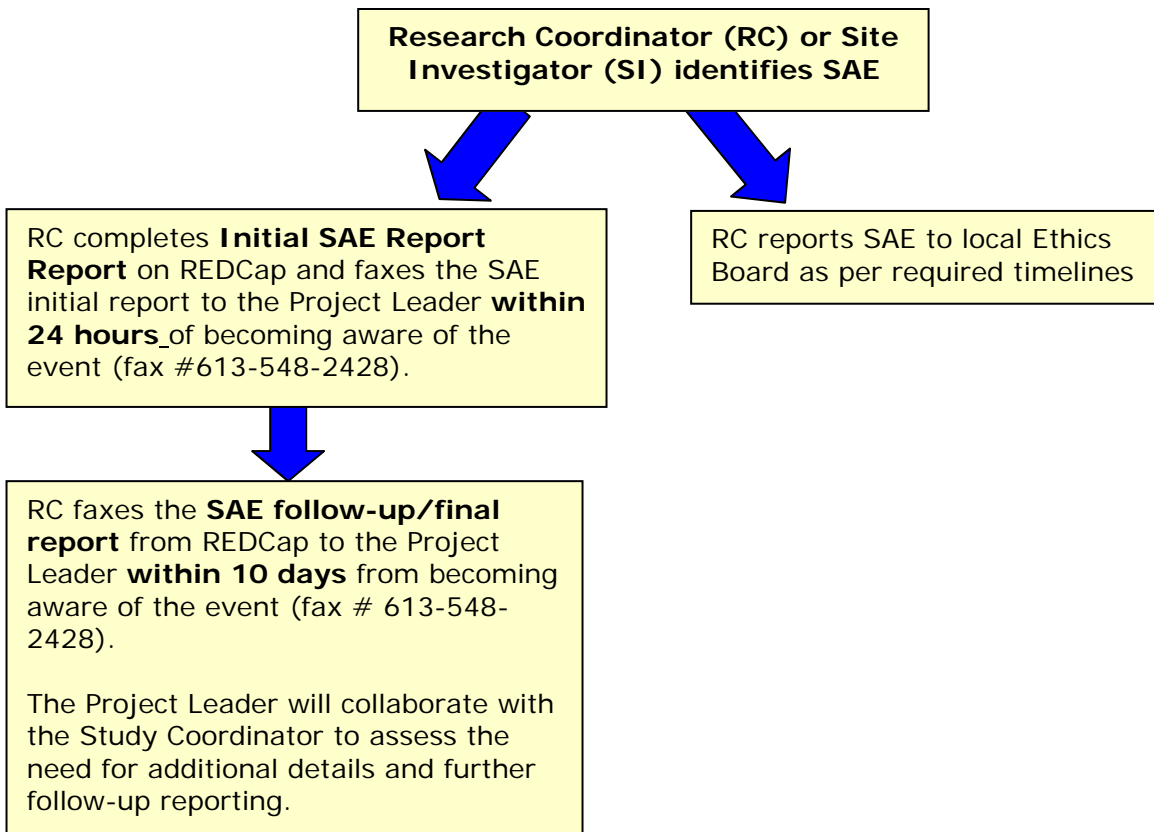 Research Coordinator (RC) or Site
Investigator (SI) identifies SAE
RC completes Initial SAE Report
Report on REDCap and faxes the SAE
initial report to the Project Leader within
24 hours of becoming aware of the
event (fax #613-548-2428).
RC reports SAE to local Ethics
Board as per required timelines
RC faxes the SAE follow-up/final
report from REDCap to the Project
Leader within 10 days from becoming
aware of the event (fax # 613-548-
2428).
The Project Leader will collaborate with
the Study Coordinator to assess the
need for additional details and further
follow-up reporting.